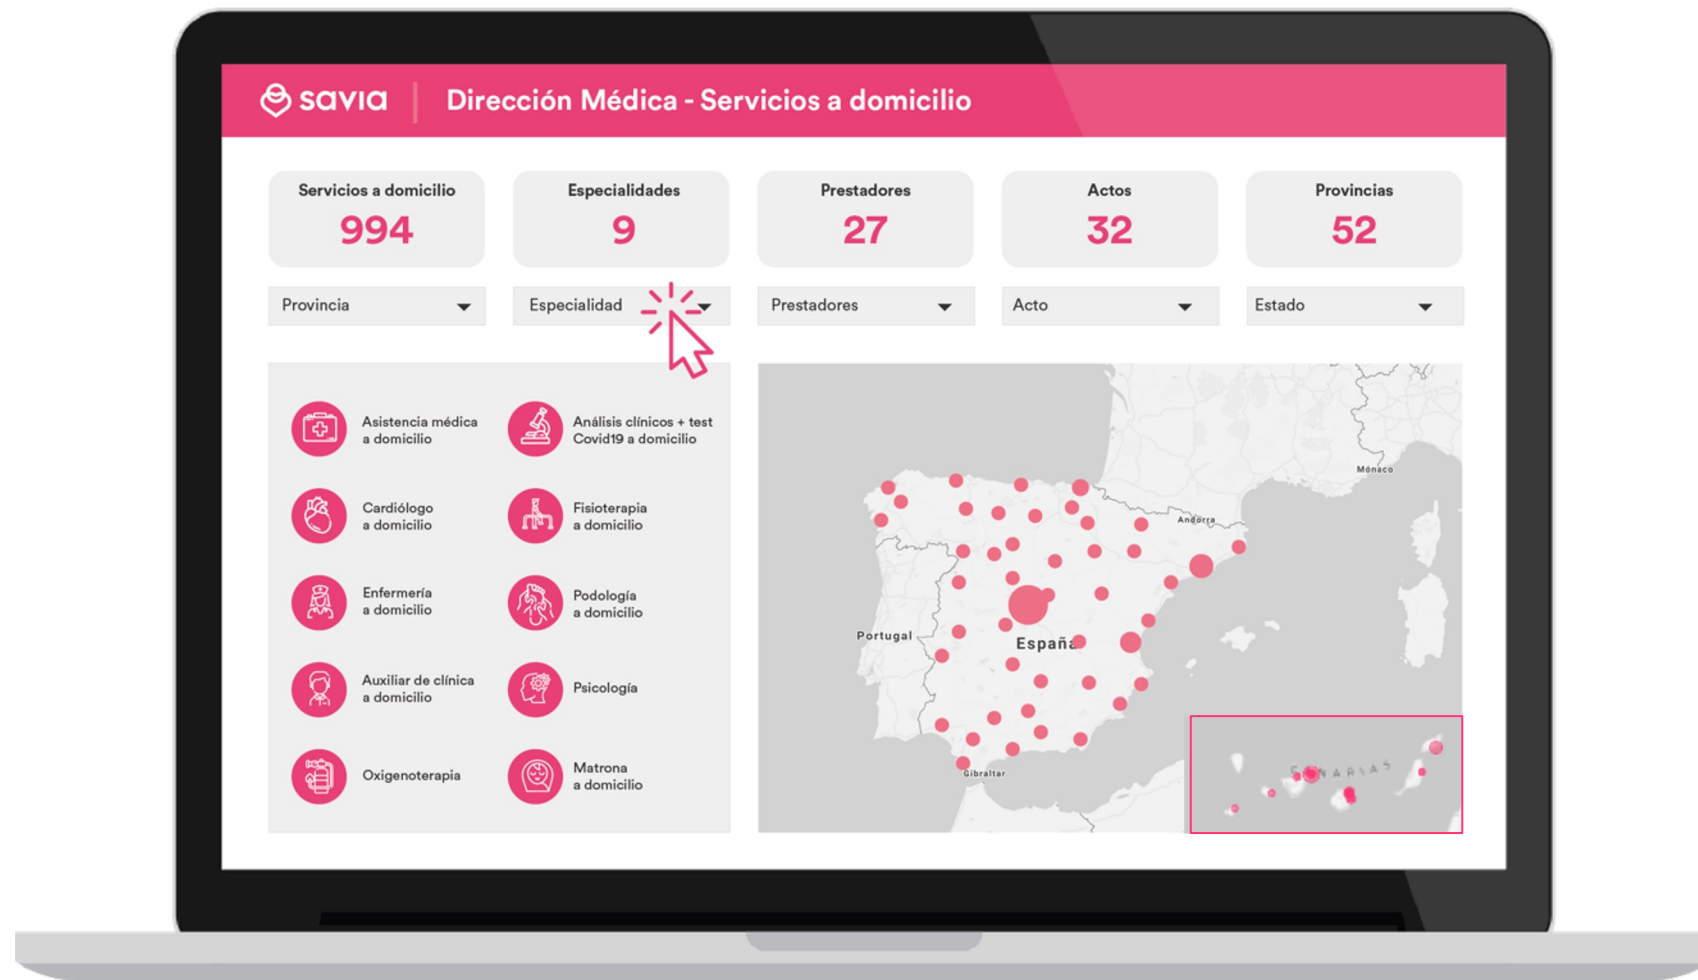 savia
Dirección Médica - Servicios a domicilio
Servicios a domicilio
994
Especialidades
9
Prestadores
27
Actos
32
Provincias
52
Provincia
Especialidad
Prestadores
Acto
Estado
Asistencia médica
a domicilio
Análisis clínicos + test
Covid19 a domicilio
Cardiólogo
a domicilio
Fisioterapia
a domicilio
Enfermería
a domicilio
Podología
a domicilio
Auxiliar de clínica
a domicilio
Psicología
Oxigenoterapia
Matrona
a domicilio
Mónaco
Andorra
Portugal
España
Gibraltar
CANARIAS